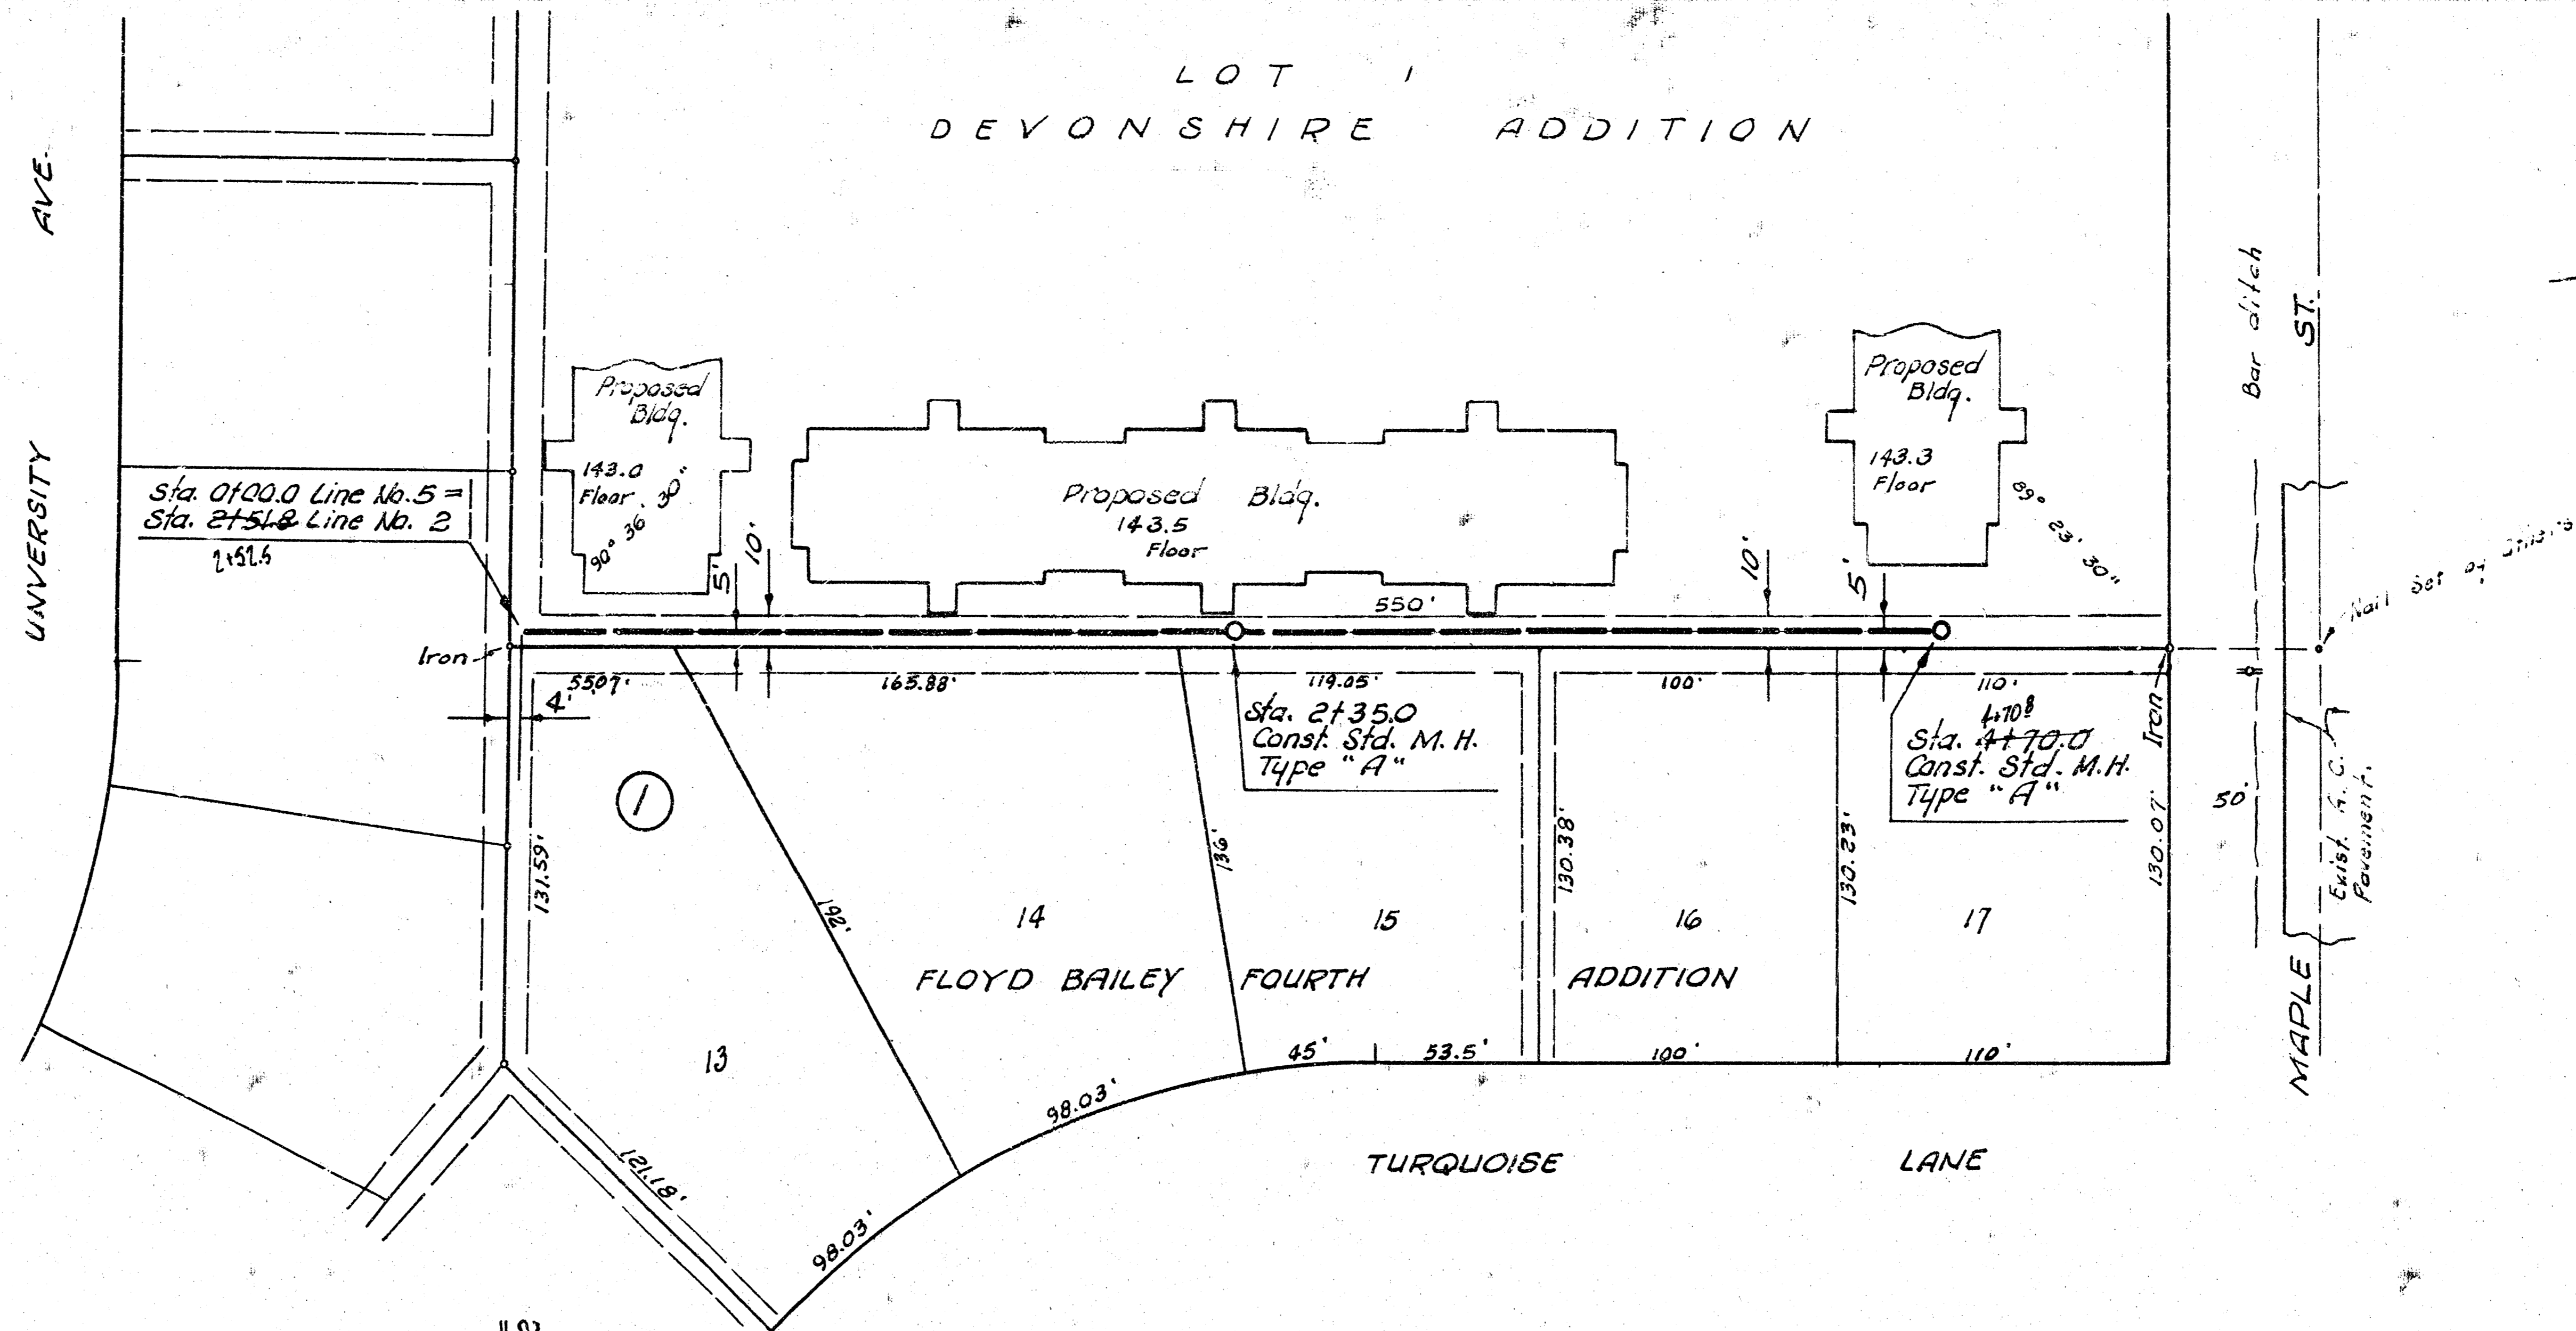 LOT 1
DEVONSHIRE ADDITION
UNVERSITY AVE.
Sta. 0+00.0 Line No. 5 =
Sta. 2+51.8 Line No. 2
2+52.5
Proposed
Bldg.
143.0
Floor
90° 36' 30"
Proposed Bldg.
143.5
Floor
Proposed
Bldg.
143.3
Floor
89° 23' 30"
Bar ditch
MAPLE ST.
Nail Set by Others
5'
10'
550'
10'
5'
Iron
4'
55.07'
165.88'
119.05'
100'
110'
Sta. 2+35.0
Const. Std. M.H.
Type "A"
4+70.8
Sta. 4+70.0
Const. Std. M.H.
Type "A"
Iron
1
131.59'
192'
136'
130.38'
130.23'
130.07'
50'
Exist. A.C.
Pavement.
13
14
15
16
17
FLOYD BAILEY FOURTH ADDITION
45'
53.5'
100'
110'
98.03'
98.03'
121.18'
TURQUOISE LANE